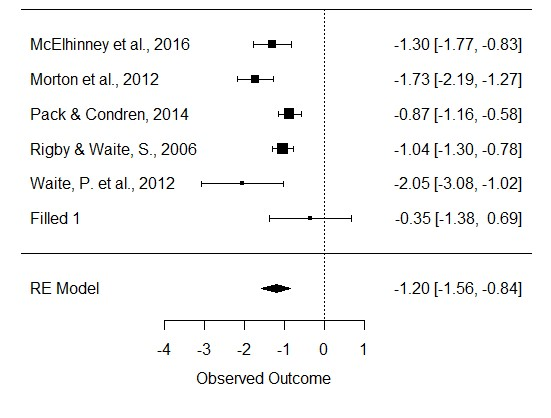 McElhinney et al., 2016 -1.30 [-1.77, -0.83]
Morton et al., 2012 -1.73 [-2.19, -1.27]
Pack & Condren, 2014 -0.87 [-1.16, -0.58]
Rigby & Waite, S., 2006 -1.04 [-1.30, -0.78]
Waite, P. et al., 2012 -2.05 [-3.08, -1.02]
Filled 1 -0.35 [-1.38, 0.69]
RE Model -1.20 [-1.56, -0.84]
-4 -3 -2 -1 0 1
Observed Outcome